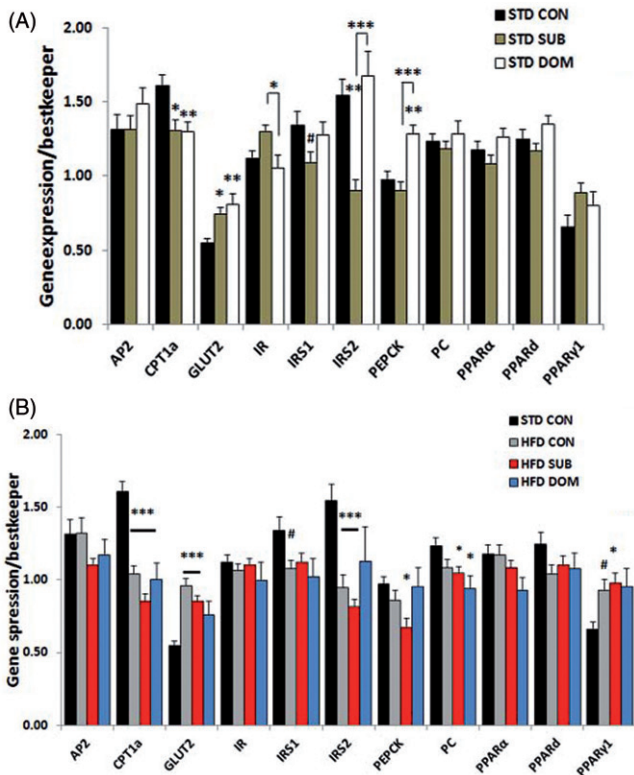 (A)
STD CON
STD SUB
STD DOM
Geneexpression/bestkeeper
1.50
1.00
0.50
0.00
* ** * ** * # ** *** *** **
AP2 CPT1a GLUT2 IR IRS1 IRS2 PEPCK PC PPARα PPARd PPARγ1
(B)
STD CON
HFD CON
HFD SUB
HFD DOM
Gene spression/bestkeeper
2.00
1.50
1.00
0.50
0.00
*** *** # *** * * * # *
AP2 CPT1a GLUT2 IR IRS1 IRS2 PEPCK PC PPARα PPARd PPARγ1